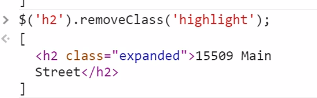 ]
> $('h2').removeClass('highlight');
[
<h2 class="expanded">15509 Main
Street</h2>
]